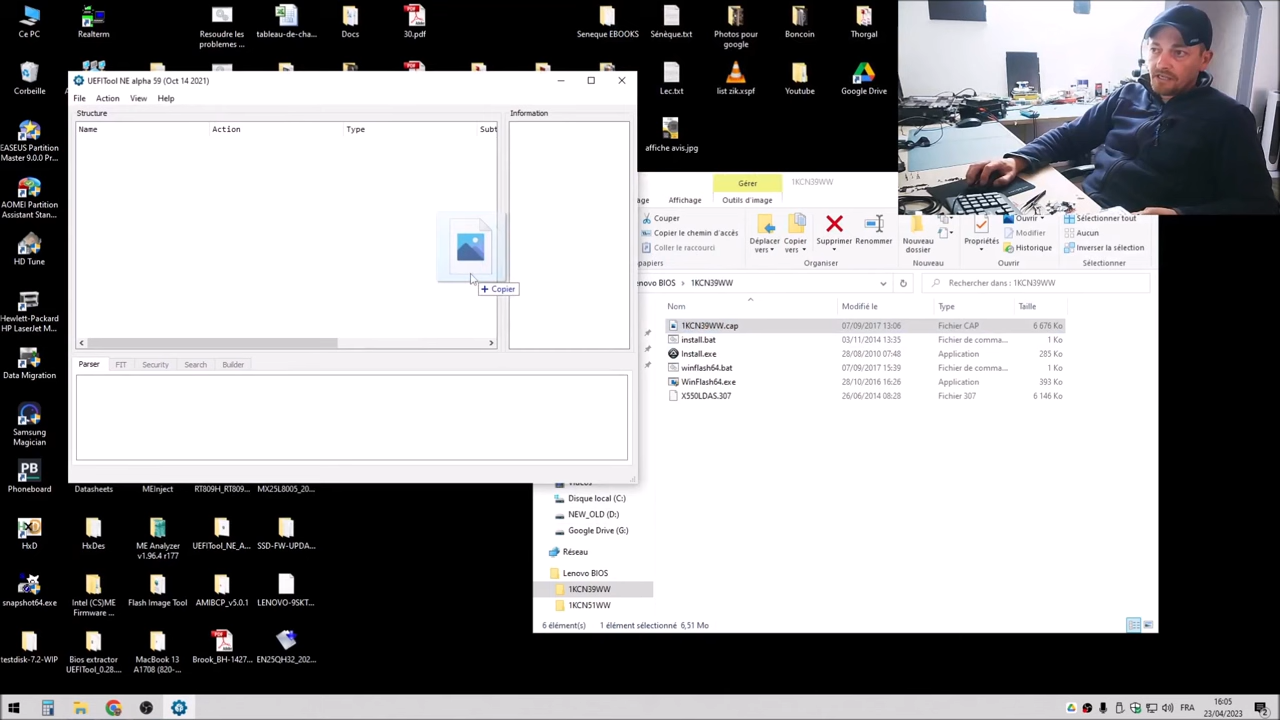 Ce PC
Realterm
Resoudre les
problemes ...
tableau-de-cha...
Docs
30.pdf
Seneque EBOOKS
Sénèque.txt
Photos pour
google
Boncoin
Thorgal
Corbeille
Lec.txt
list zik.xspf
Youtube
Google Drive
affiche avis.jpg
EASEUS Partition
Master 9.0.0 Pro...
AOMEI Partition
Assistant Stan...
HD Tune
Hewlett-Packard
HP LaserJet M...
Data Migration
Samsung
Magician
Phoneboard
Datasheets
MEInject
RT809H_RT809...
MX25L8005_20...
HxD
HxDes
ME Analyzer
v1.96.4 r177
UEFITool_NE_A...
SSD-FW-UPDA...
snapshot64.exe
Intel (CS)ME
Firmware ...
Flash Image Tool
AMIBCP_v5.0.1
LENOVO-9SKT...
testdisk-7.2-WIP
Bios extractor
UEFITool_0.28....
MacBook 13
A1708 (820-...
Brook_BH-1427...
EN25QH32_202...
UEFITool NE alpha 59 (Oct 14 2021)
File Action View Help
Structure
Information
Name Action Type Subt
+ Copier
Parser FIT Security Search Builder
Gérer
1KCN39WW
Affichage
Outils d'image
Couper
Copier le chemin d'accès
Coller le raccourci
Déplacer
vers
Copier
vers
Supprimer
Renommer
Organiser
Nouveau
dossier
Nouveau
Propriétés
Ouvrir
Modifier
Historique
Ouvrir
Sélectionner tout
Aucun
Inverser la sélection
Sélectionner
enovo BIOS > 1KCN39WW
Rechercher dans : 1KCN39WW
Nom Modifié le Type Taille
1KCN39WW.cap 07/09/2017 13:06 Fichier CAP 6 676 Ko
install.bat 03/11/2014 13:35 Fichier de comma... 1 Ko
Install.exe 28/08/2010 07:48 Application 285 Ko
winflash64.bat 07/09/2017 15:39 Fichier de comma... 1 Ko
WinFlash64.exe 28/10/2016 16:26 Application 393 Ko
X550LDAS.307 26/06/2014 08:28 Fichier 307 6 146 Ko
Disque local (C:)
NEW_OLD (D:)
Google Drive (G:)
Réseau
Lenovo BIOS
1KCN39WW
1KCN51WW
6 élément(s) 1 élément sélectionné 6,51 Mo
FRA
16:05
23/04/2023